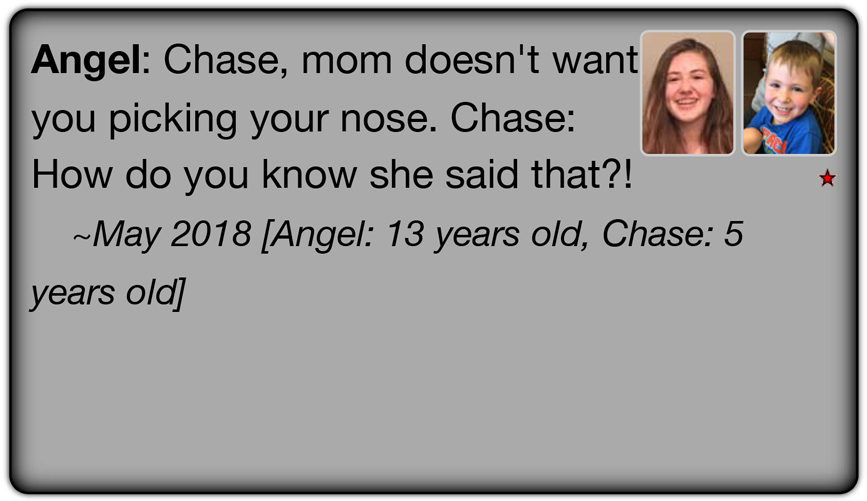 Angel: Chase, mom doesn't want
you picking your nose. Chase:
How do you know she said that?!
~May 2018 [Angel: 13 years old, Chase: 5
years old]